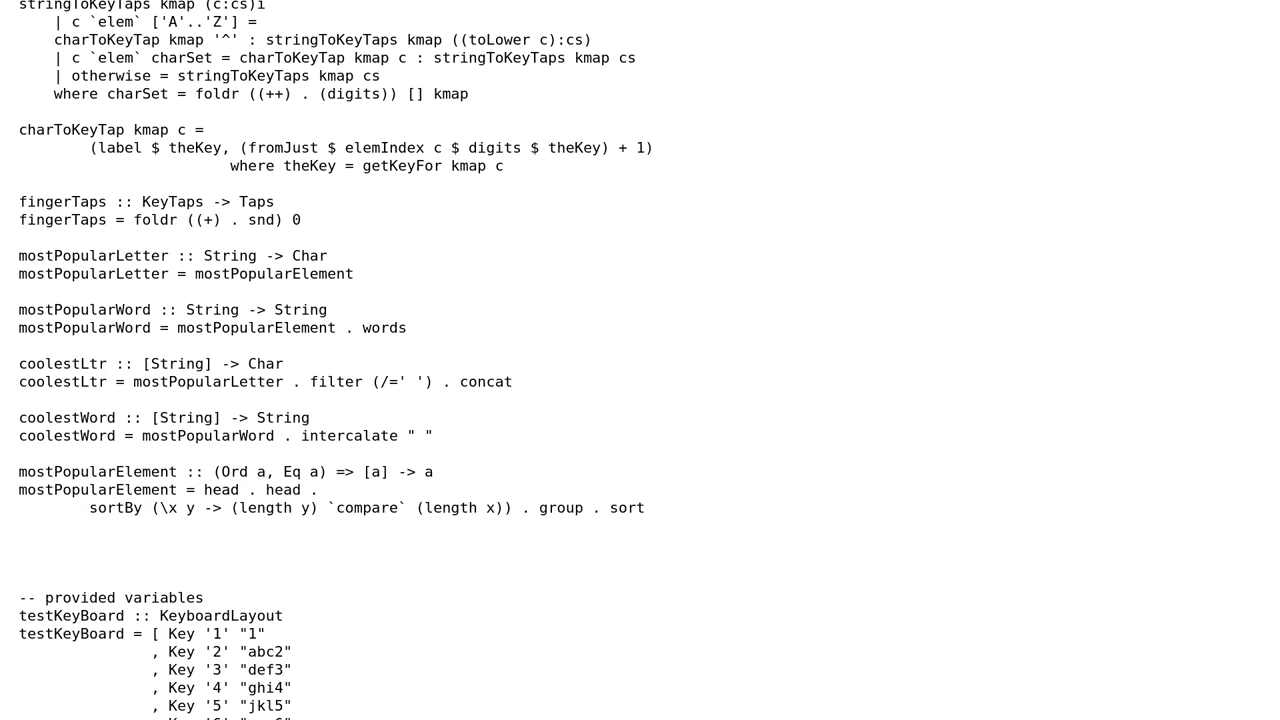 stringToKeyTaps kmap (c:cs)i
    | c `elem` ['A'..'Z'] =
    charToKeyTap kmap '^' : stringToKeyTaps kmap ((toLower c):cs)
    | c `elem` charSet = charToKeyTap kmap c : stringToKeyTaps kmap cs
    | otherwise = stringToKeyTaps kmap cs
    where charSet = foldr ((++) . (digits)) [] kmap

charToKeyTap kmap c =
        (label $ theKey, (fromJust $ elemIndex c $ digits $ theKey) + 1)
                        where theKey = getKeyFor kmap c

fingerTaps :: KeyTaps -> Taps
fingerTaps = foldr ((+) . snd) 0

mostPopularLetter :: String -> Char
mostPopularLetter = mostPopularElement

mostPopularWord :: String -> String
mostPopularWord = mostPopularElement . words

coolestLtr :: [String] -> Char
coolestLtr = mostPopularLetter . filter (/=' ') . concat

coolestWord :: [String] -> String
coolestWord = mostPopularWord . intercalate " "

mostPopularElement :: (Ord a, Eq a) => [a] -> a
mostPopularElement = head . head .
        sortBy (\x y -> (length y) `compare` (length x)) . group . sort

-- provided variables
testKeyBoard :: KeyboardLayout
testKeyBoard = [ Key '1' "1"
               , Key '2' "abc2"
               , Key '3' "def3"
               , Key '4' "ghi4"
               , Key '5' "jkl5"